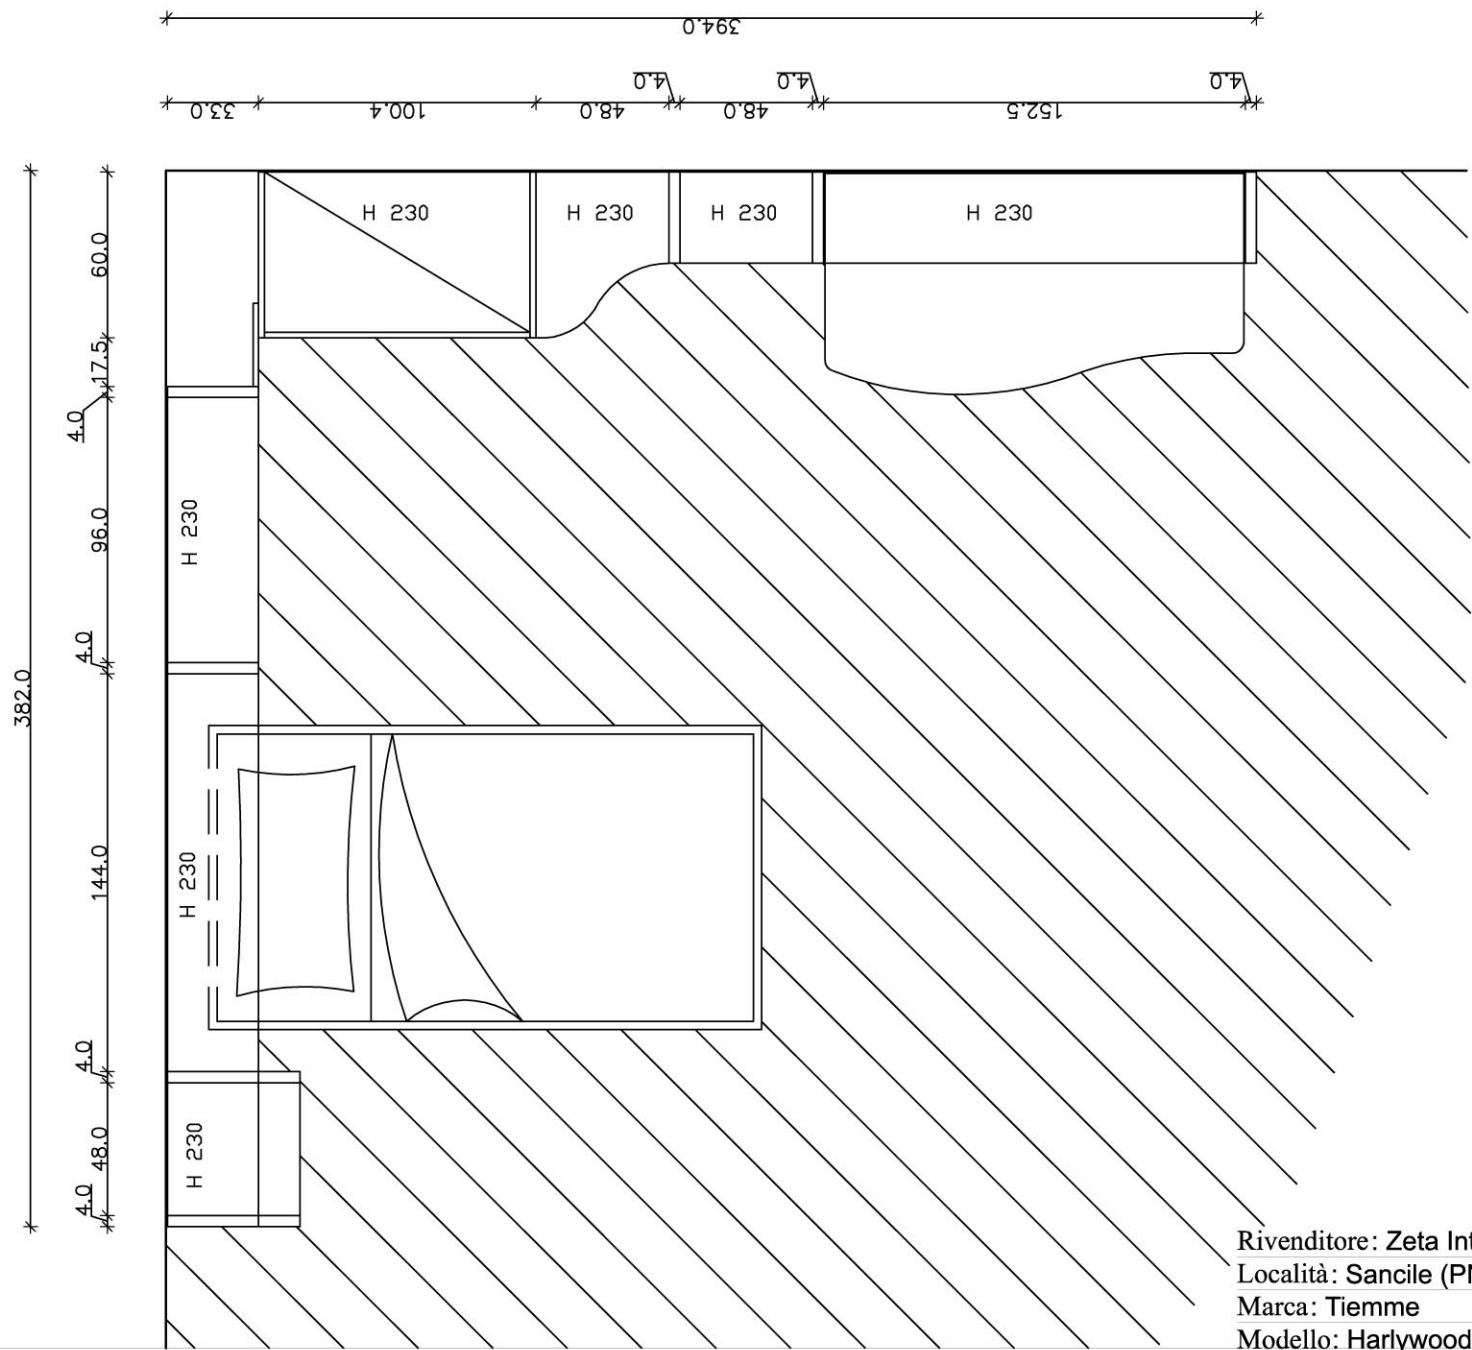 394.0
4.0 4.0 4.0
33.0 100.4 48.0 48.0 152.5
H 230 H 230 H 230 H 230
60.0
17.5
4.0
96.0
H 230
4.0
382.0
144.0
H 230
4.0
48.0
H 230
4.0
Rivenditore: Zeta Int
Località: Sancile (PN
Marca: Tiemme
Modello: Harlywood